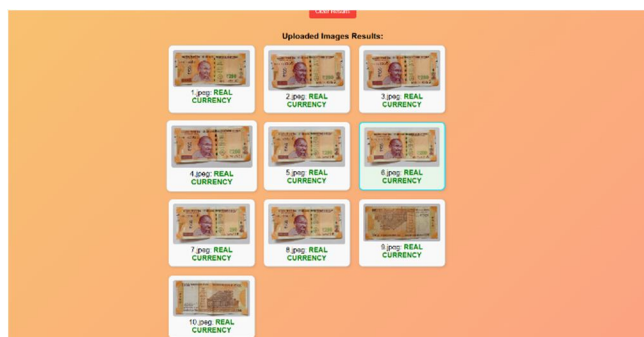 Clear Results
Uploaded Images Results:
1.jpeg: REAL
CURRENCY
2.jpeg: REAL
CURRENCY
3.jpeg: REAL
CURRENCY
4.jpeg: REAL
CURRENCY
5.jpeg: REAL
CURRENCY
6.jpeg: REAL
CURRENCY
7.jpeg: REAL
CURRENCY
8.jpeg: REAL
CURRENCY
9.jpeg: REAL
CURRENCY
10.jpeg: REAL
CURRENCY